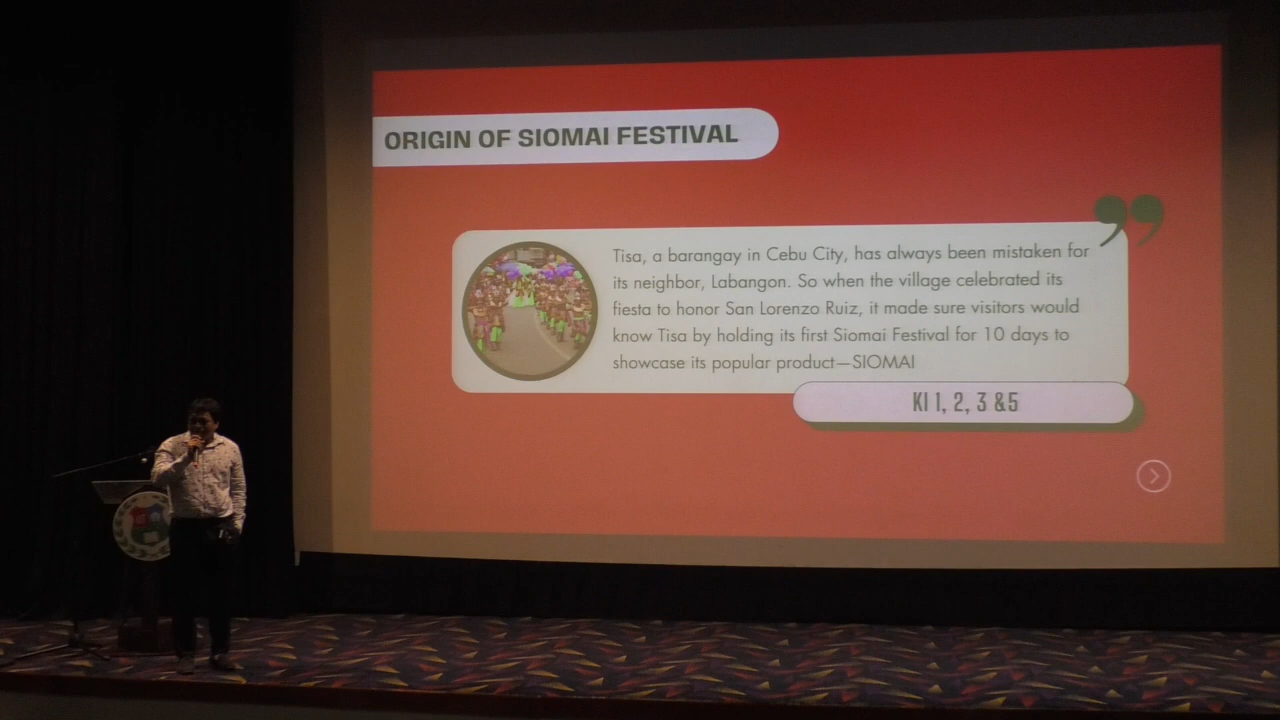 ORIGIN OF SIOMAI FESTIVAL
Tisa, a barangay in Cebu City, has always been mistaken for
its neighbor, Labangon. So when the village celebrated its
fiesta to honor San Lorenzo Ruiz, it made sure visitors would
know Tisa by holding its first Siomai Festival for 10 days to
showcase its popular product—SIOMAI
KI 1, 2, 3 &5